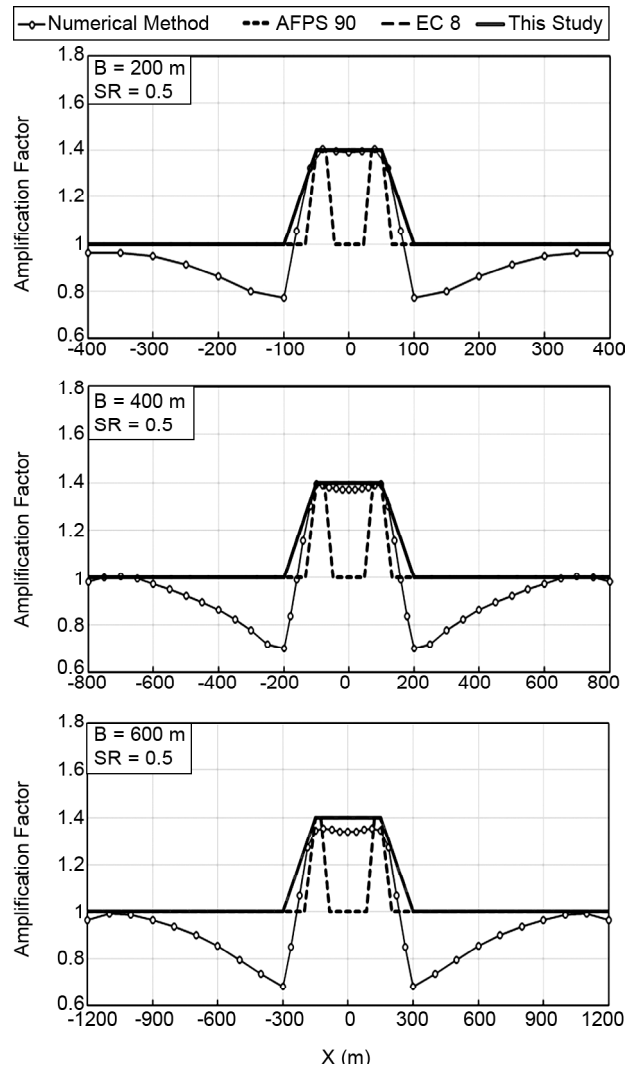 Numerical Method AFPS 90 EC 8 This Study
B = 200 m
SR = 0.5
Amplification Factor
1.8
1.6
1.4
1.2
1
0.8
0.6
-400 -300 -200 -100 0 100 200 300 400
B = 400 m
SR = 0.5
Amplification Factor
1.8
1.6
1.4
1.2
1
0.8
0.6
-800 -600 -400 -200 0 200 400 600 800
B = 600 m
SR = 0.5
Amplification Factor
1.8
1.6
1.4
1.2
1
0.8
0.6
-1200 -900 -600 -300 0 300 600 900 1200
X (m)